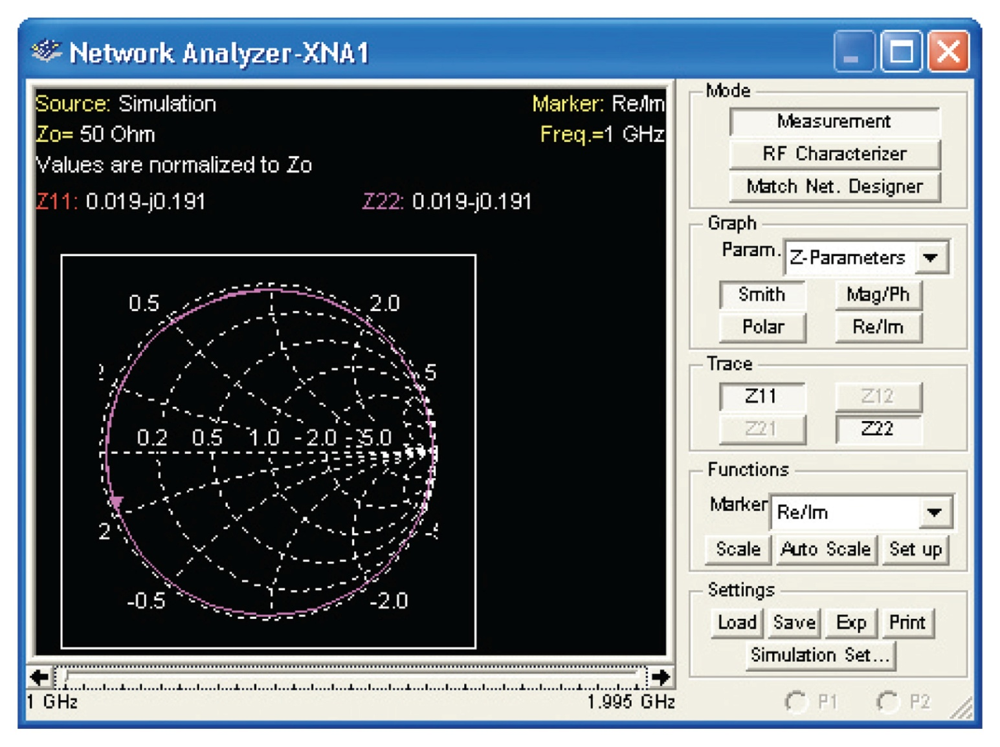 Network Analyzer-XNA1
Source: Simulation
Marker: Re/Im
Zo= 50 Ohm
Freq.=1 GHz
Values are normalized to Zo
Z11: 0.019-j0.191
Z22: 0.019-j0.191
0.5
2.0
5
0.2 0.5 1.0 -2.0 -5.0
2
-0.5
-2.0
1 GHz
1.995 GHz
Mode
Measurement
RF Characterizer
Match Net. Designer
Graph
Param. Z-Parameters
Smith
Mag/Ph
Polar
Re/Im
Trace
Z11
Z12
Z21
Z22
Functions
Marker Re/Im
Scale
Auto Scale
Set up
Settings
Load
Save
Exp
Print
Simulation Set...
P1
P2